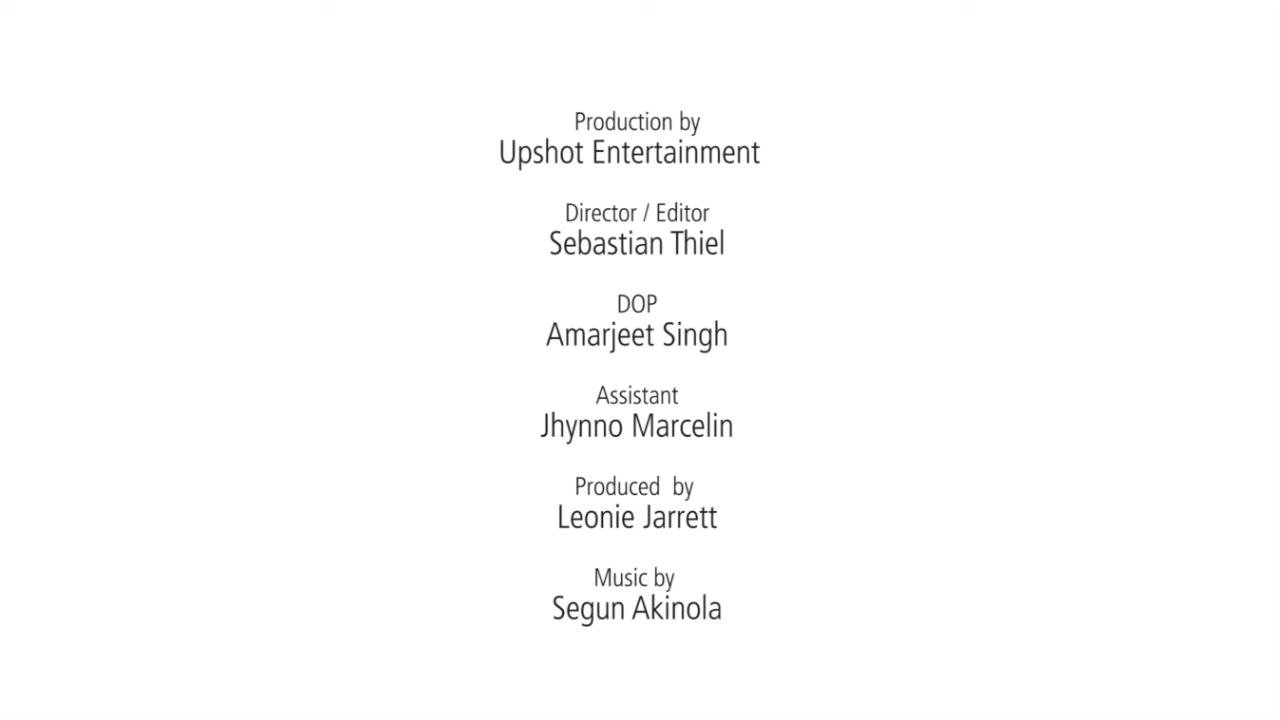 Production by
Upshot Entertainment
Director / Editor
Sebastian Thiel
DOP
Amarjeet Singh
Assistant
Jhynno Marcelin
Produced by
Leonie Jarrett
Music by
Segun Akinola